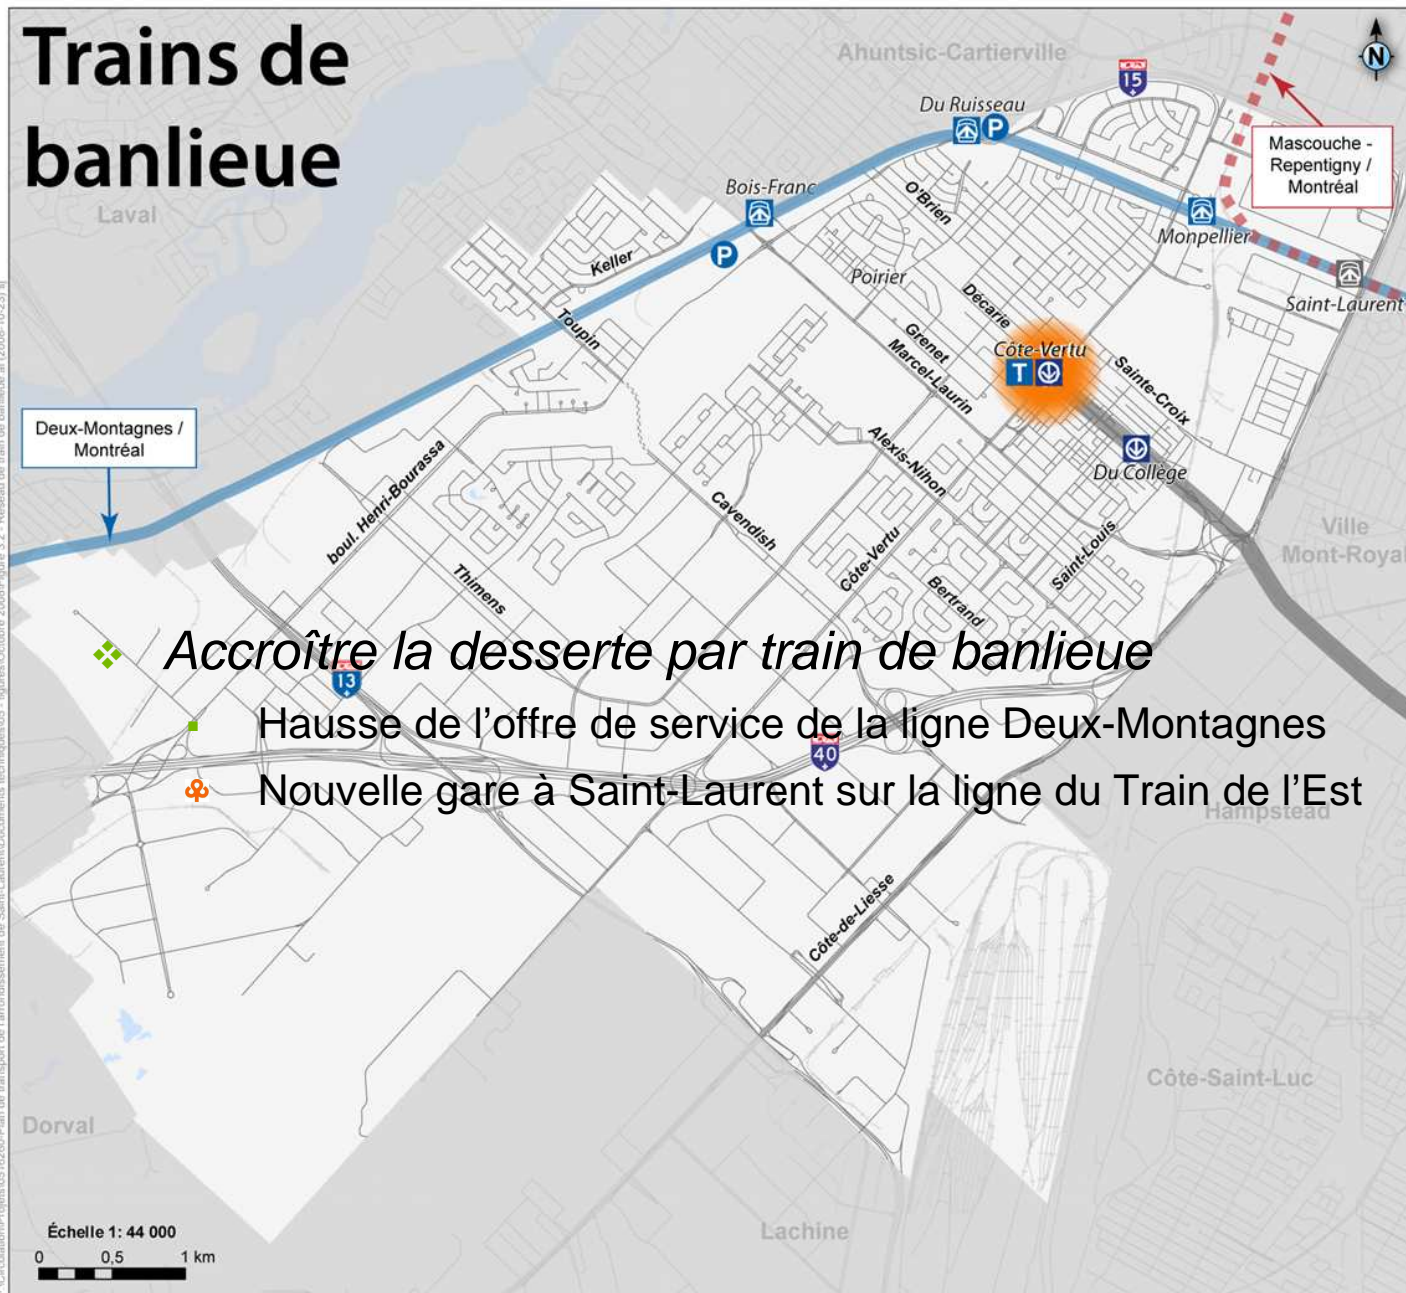 Trains de
banlieue
Ahuntsic-Cartierville
N
15
Du Ruisseau
P
Mascouche -
Repentigny /
Montréal
Laval
Bois-Franc
O'Brien
Monpellier
P
Keller
Poirier
Saint-Laurent
Décarie
Toupin
Grenet
Marcel-Laurin
Côte-Vertu
T
Sainte-Croix
Deux-Montagnes /
Montréal
Du Collège
Alexis-Nihon
boul. Henri-Bourassa
Cavendish
Ville
Mont-Royal
Côte-Vertu
Saint-Louis
Thimens
Bertrand
Accroître la desserte par train de banlieue
13
Hausse de l'offre de service de la ligne Deux-Montagnes
40
Nouvelle gare à Saint-Laurent sur la ligne du Train de l'Est
Hampstead
Côte-de-Liesse
Côte-Saint-Luc
Dorval
Lachine
Échelle 1: 44 000
0 0,5 1 km